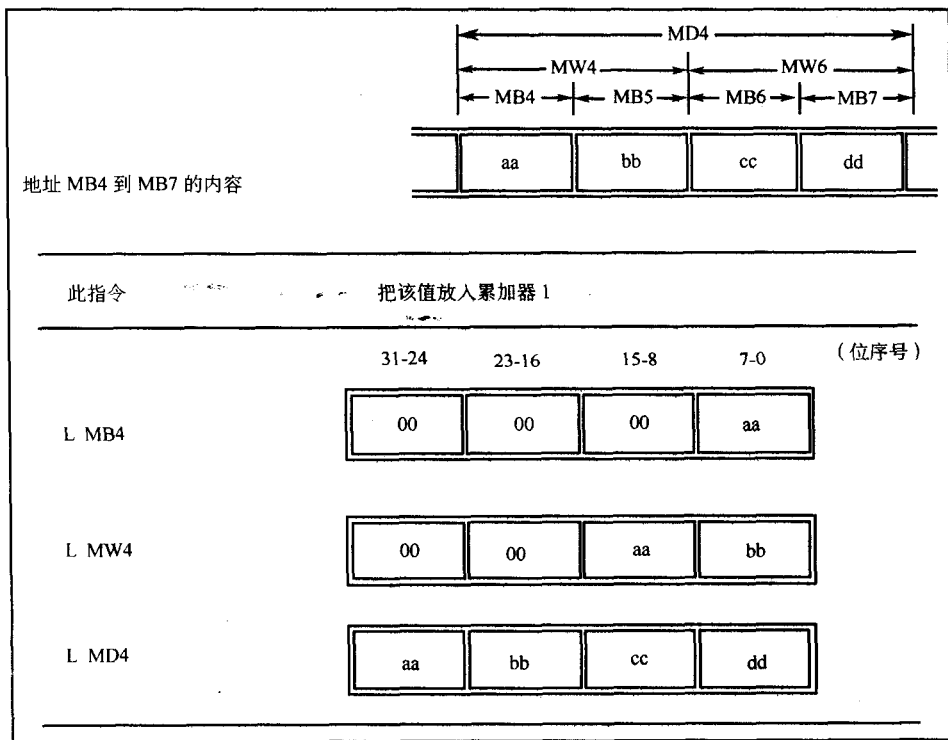 MD4
MW4 MW6
MB4 MB5 MB6 MB7
地址 MB4 到 MB7 的内容 aa bb cc dd
此指令 把该值放入累加器 1
31-24 23-16 15-8 7-0 (位序号)
L MB4 00 00 00 aa
L MW4 00 00 aa bb
L MD4 aa bb cc dd